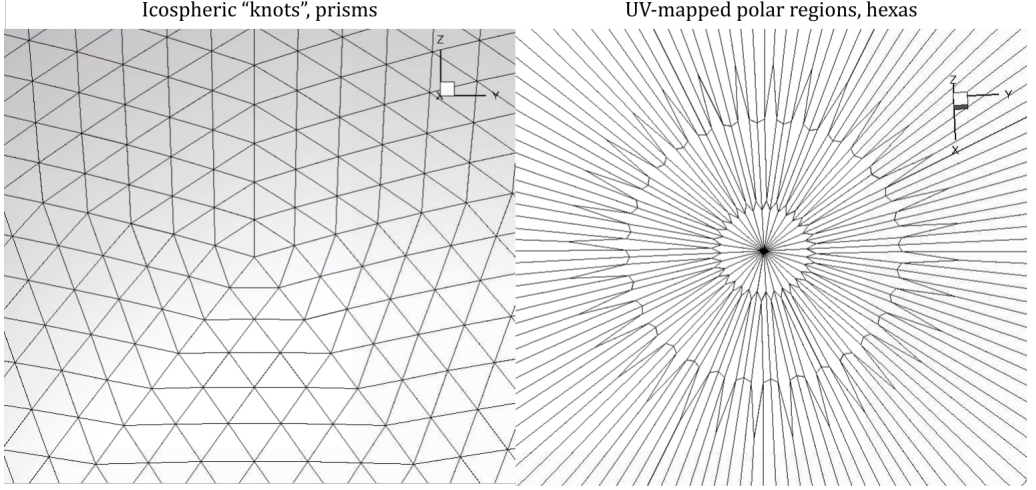 Icospheric “knots”, prisms
UV-mapped polar regions, hexas
Z
X
Y
Z
Y
X